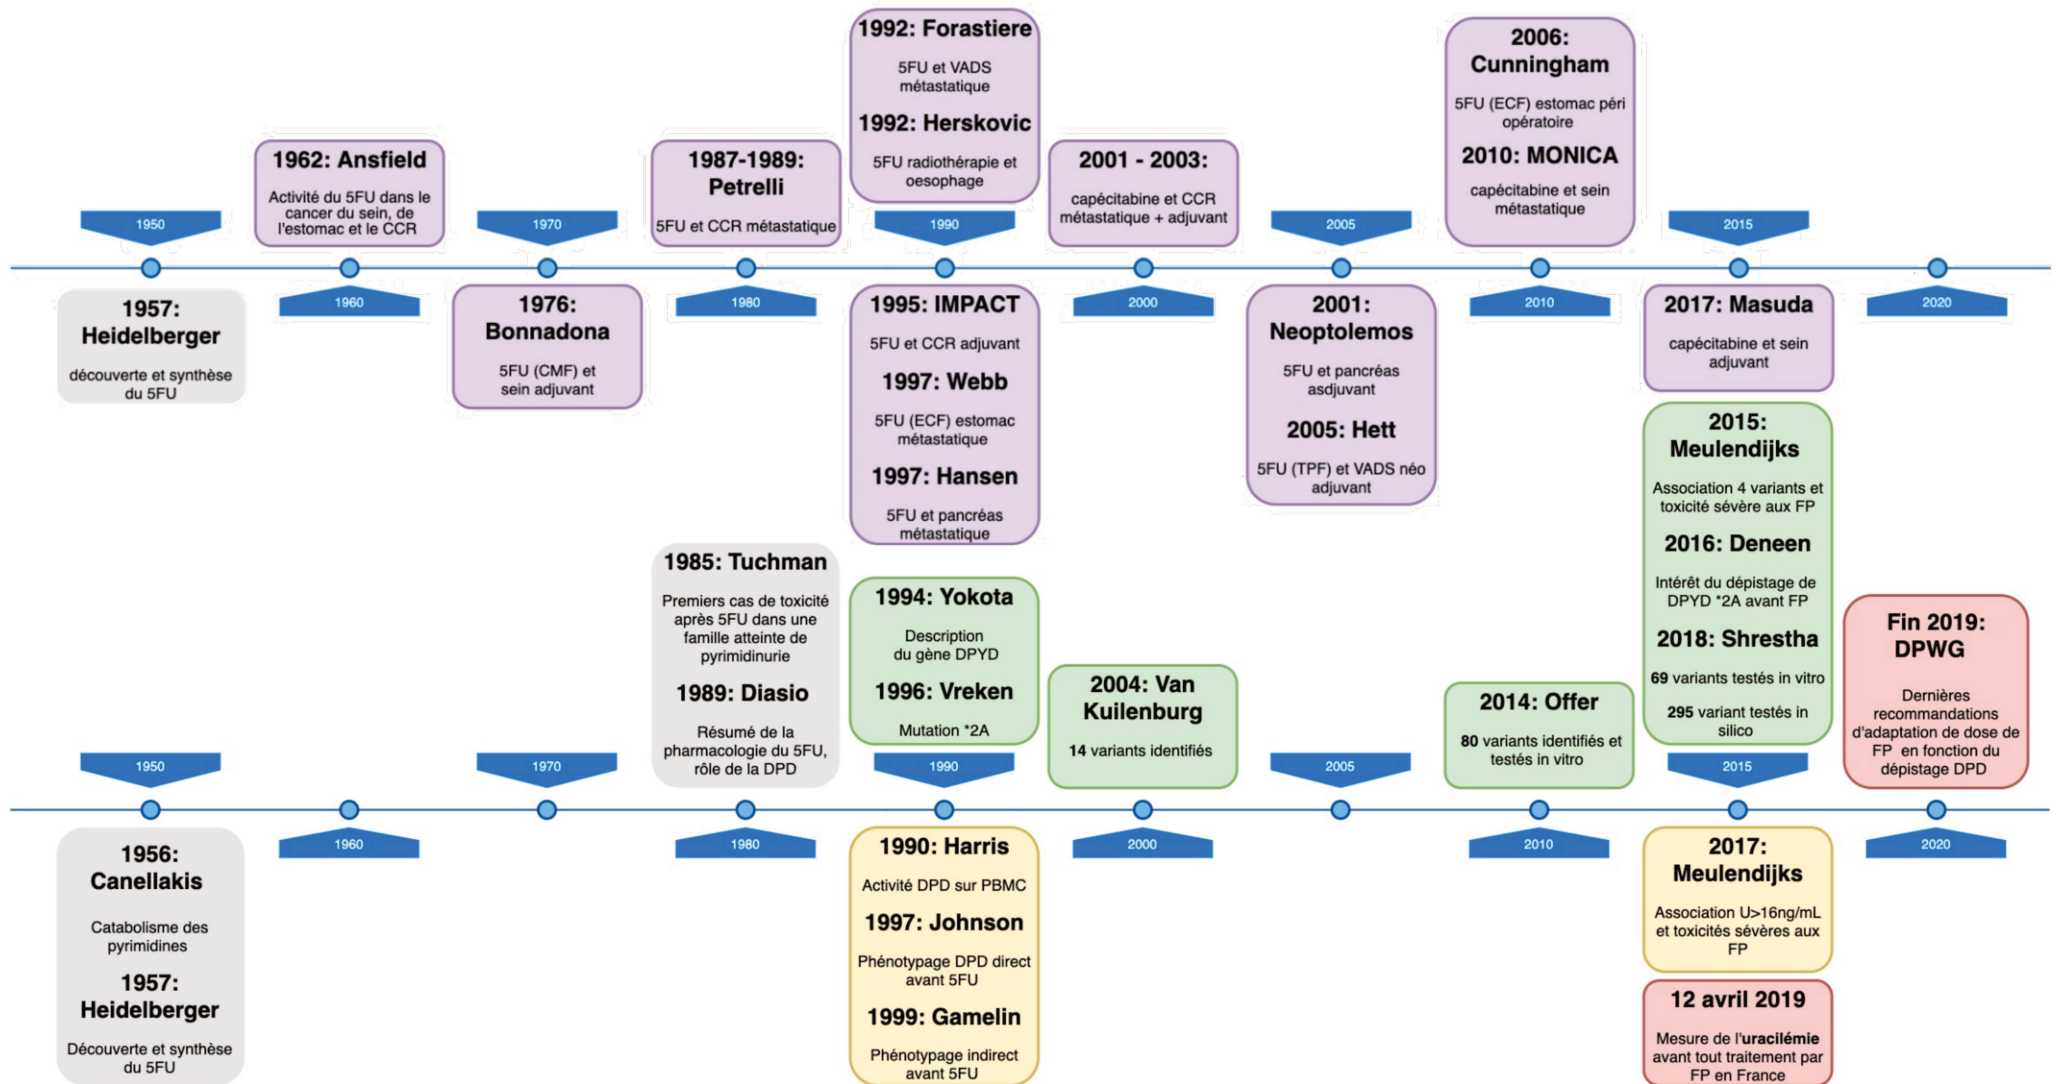 1992: Forastiere
5FU et VADS
métastatique
1992: Herskovic
5FU radiothérapie et
oesophage
2006:
Cunningham
5FU (ECF) estomac péri
opératoire
2010: MONICA
capécitabine et sein
métastatique
1962: Ansfield
Activité du 5FU dans le
cancer du sein, de
l'estomac et le CCR
1987-1989:
Petrelli
5FU et CCR métastatique
2001 - 2003:
capécitabine et CCR
métastatique + adjuvant
1950
1970
1990
2005
2015
1960
1980
2000
2010
2020
1957:
Heidelberger
découverte et synthèse
du 5FU
1976:
Bonnadona
5FU (CMF) et
sein adjuvant
1995: IMPACT
5FU et CCR adjuvant
1997: Webb
5FU (ECF) estomac
métastatique
1997: Hansen
5FU et pancréas
métastatique
2001:
Neoptolemos
5FU et pancréas
asdjuvant
2005: Hett
5FU (TPF) et VADS néo
adjuvant
2017: Masuda
capécitabine et sein
adjuvant
1985: Tuchman
Premiers cas de toxicité
après 5FU dans une
famille atteinte de
pyrimidinurie
1989: Diasio
Résumé de la
pharmacologie du 5FU,
rôle de la DPD
1994: Yokota
Description
du gène DPYD
1996: Vreken
Mutation *2A
2004: Van
Kuilenburg
14 variants identifiés
2014: Offer
80 variants identifiés et
testés in vitro
2015:
Meulendijks
Association 4 variants et
toxicité sévère aux FP
2016: Deneen
Intérêt du dépistage de
DPYD *2A avant FP
2018: Shrestha
69 variants testés in vitro
295 variant testés in
silico
Fin 2019:
DPWG
Dernières
recommandations
d'adaptation de dose de
FP en fonction du
dépistage DPD
1950
1970
1990
2005
2015
1960
1980
2000
2010
2020
1956:
Canellakis
Catabolisme des
pyrimidines
1957:
Heidelberger
Découverte et synthèse
du 5FU
1990: Harris
Activité DPD sur PBMC
1997: Johnson
Phénotypage DPD direct
avant 5FU
1999: Gamelin
Phénotypage indirect
avant 5FU
2017:
Meulendijks
Association U>16ng/mL
et toxicités sévères aux
FP
12 avril 2019
Mesure de l'uracilémie
avant tout traitement par
FP en France